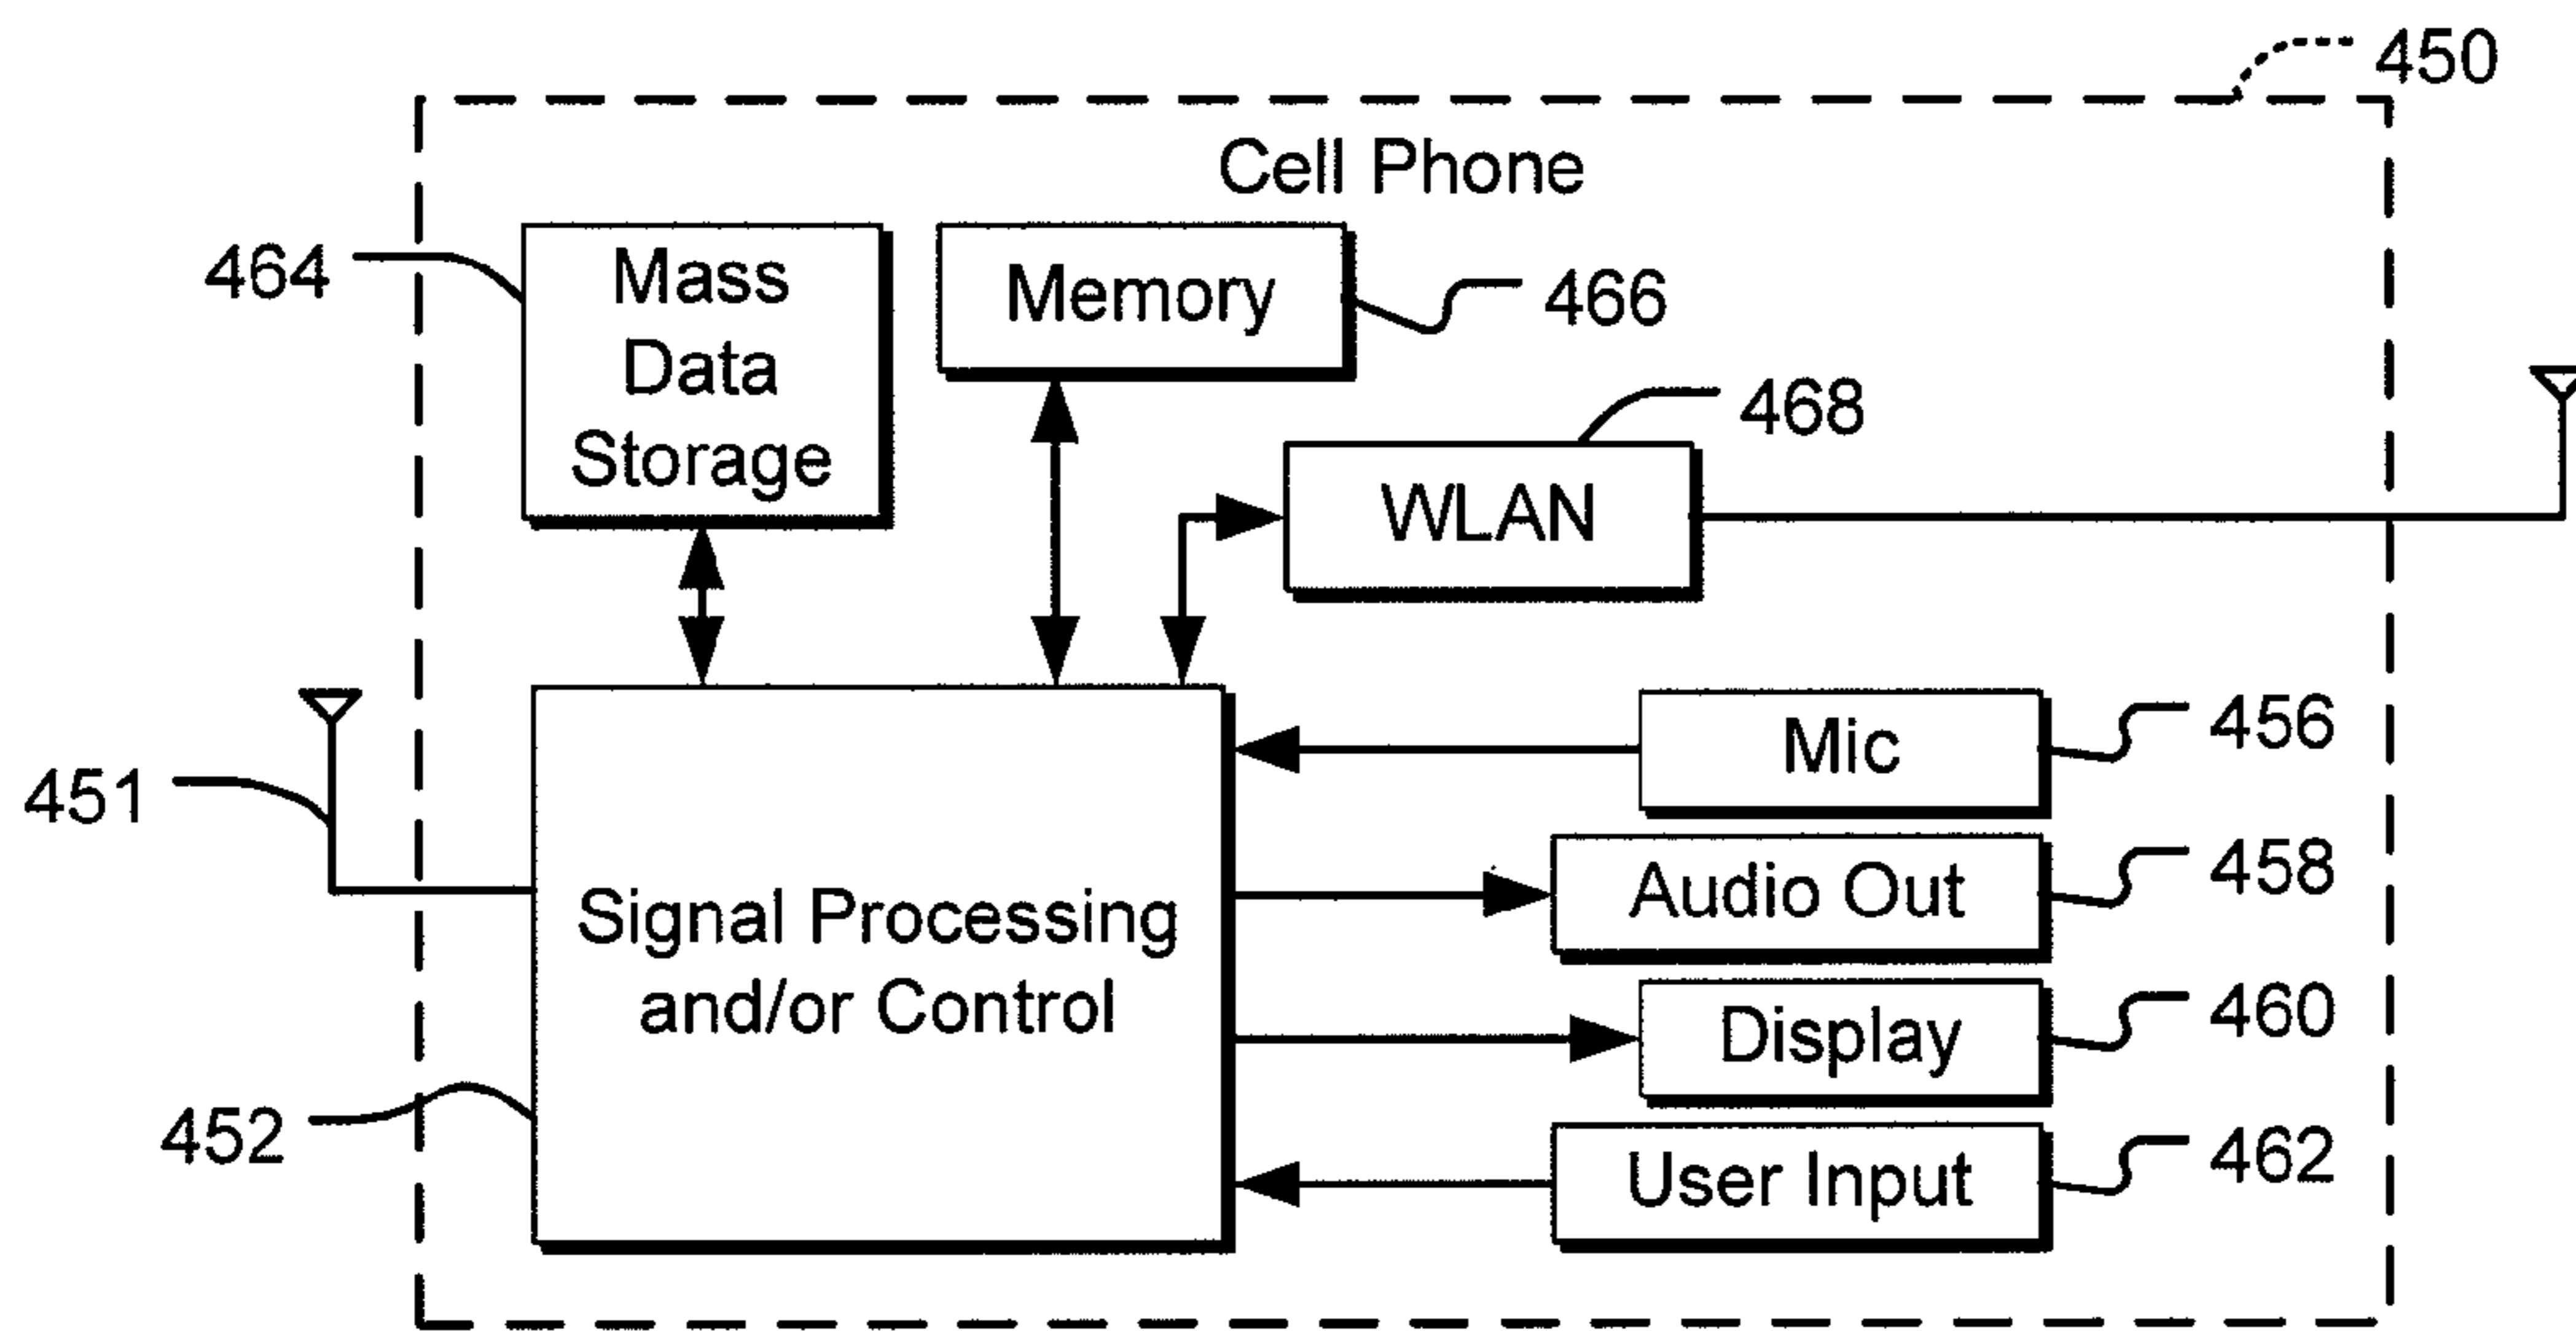 450
Cell Phone
464
Mass
Data
Storage
Memory
466
468
WLAN
451
Signal Processing
and/or Control
452
Mic
456
Audio Out
458
Display
460
User Input
462